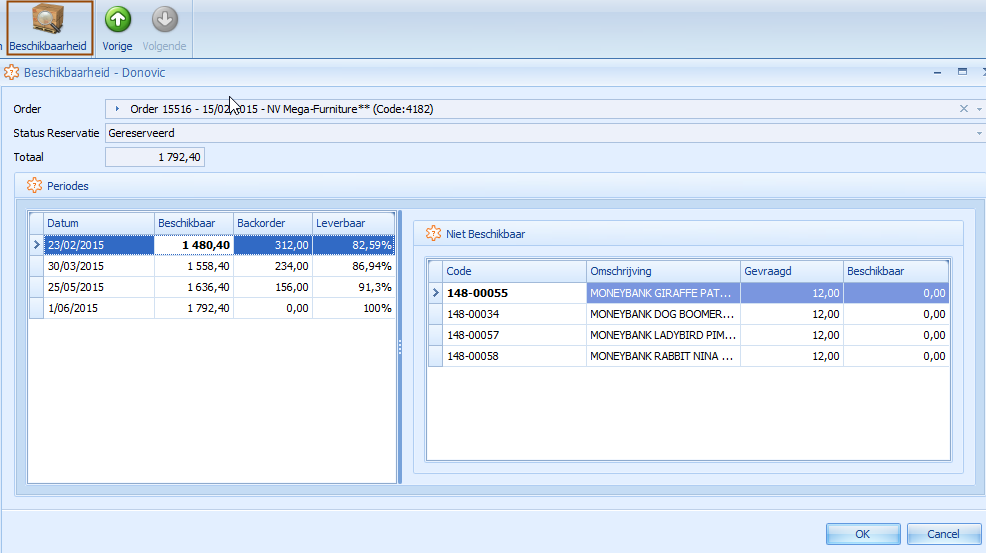 Beschikbaarheid Vorige Volgende
Beschikbaarheid - Donovic
Order Order 15516 - 15/02/2015 - NV Mega-Furniture** (Code:4182)
Status Reservatie Gereserveerd
Totaal 1 792,40
Periodes
Datum Beschikbaar Backorder Leverbaar
23/02/2015 1 480,40 312,00 82,59%
30/03/2015 1 558,40 234,00 86,94%
25/05/2015 1 636,40 156,00 91,3%
1/06/2015 1 792,40 0,00 100%
Niet Beschikbaar
Code Omschrijving Gevraagd Beschikbaar
148-00055 MONEYBANK GIRAFFE PAT... 12,00 0,00
148-00034 MONEYBANK DOG BOOMER... 12,00 0,00
148-00057 MONEYBANK LADYBIRD PIM... 12,00 0,00
148-00058 MONEYBANK RABBIT NINA ... 12,00 0,00
OK Cancel